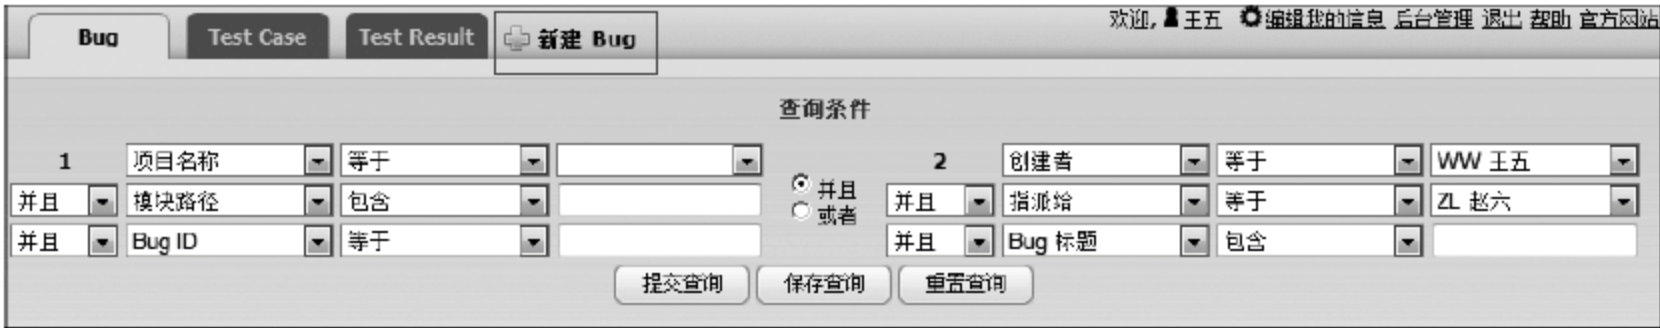 Bug Test Case Test Result 新建 Bug 欢迎, 王五 编辑我的信息 后台管理 退出 帮助 官方网站
查询条件
1 项目名称 等于 2 创建者 等于 WW 王五
并且 模块路径 包含 并且 并且 指派给 等于 ZL 赵六
或者
并且 Bug ID 等于 并且 Bug 标题 包含
提交查询 保存查询 重置查询